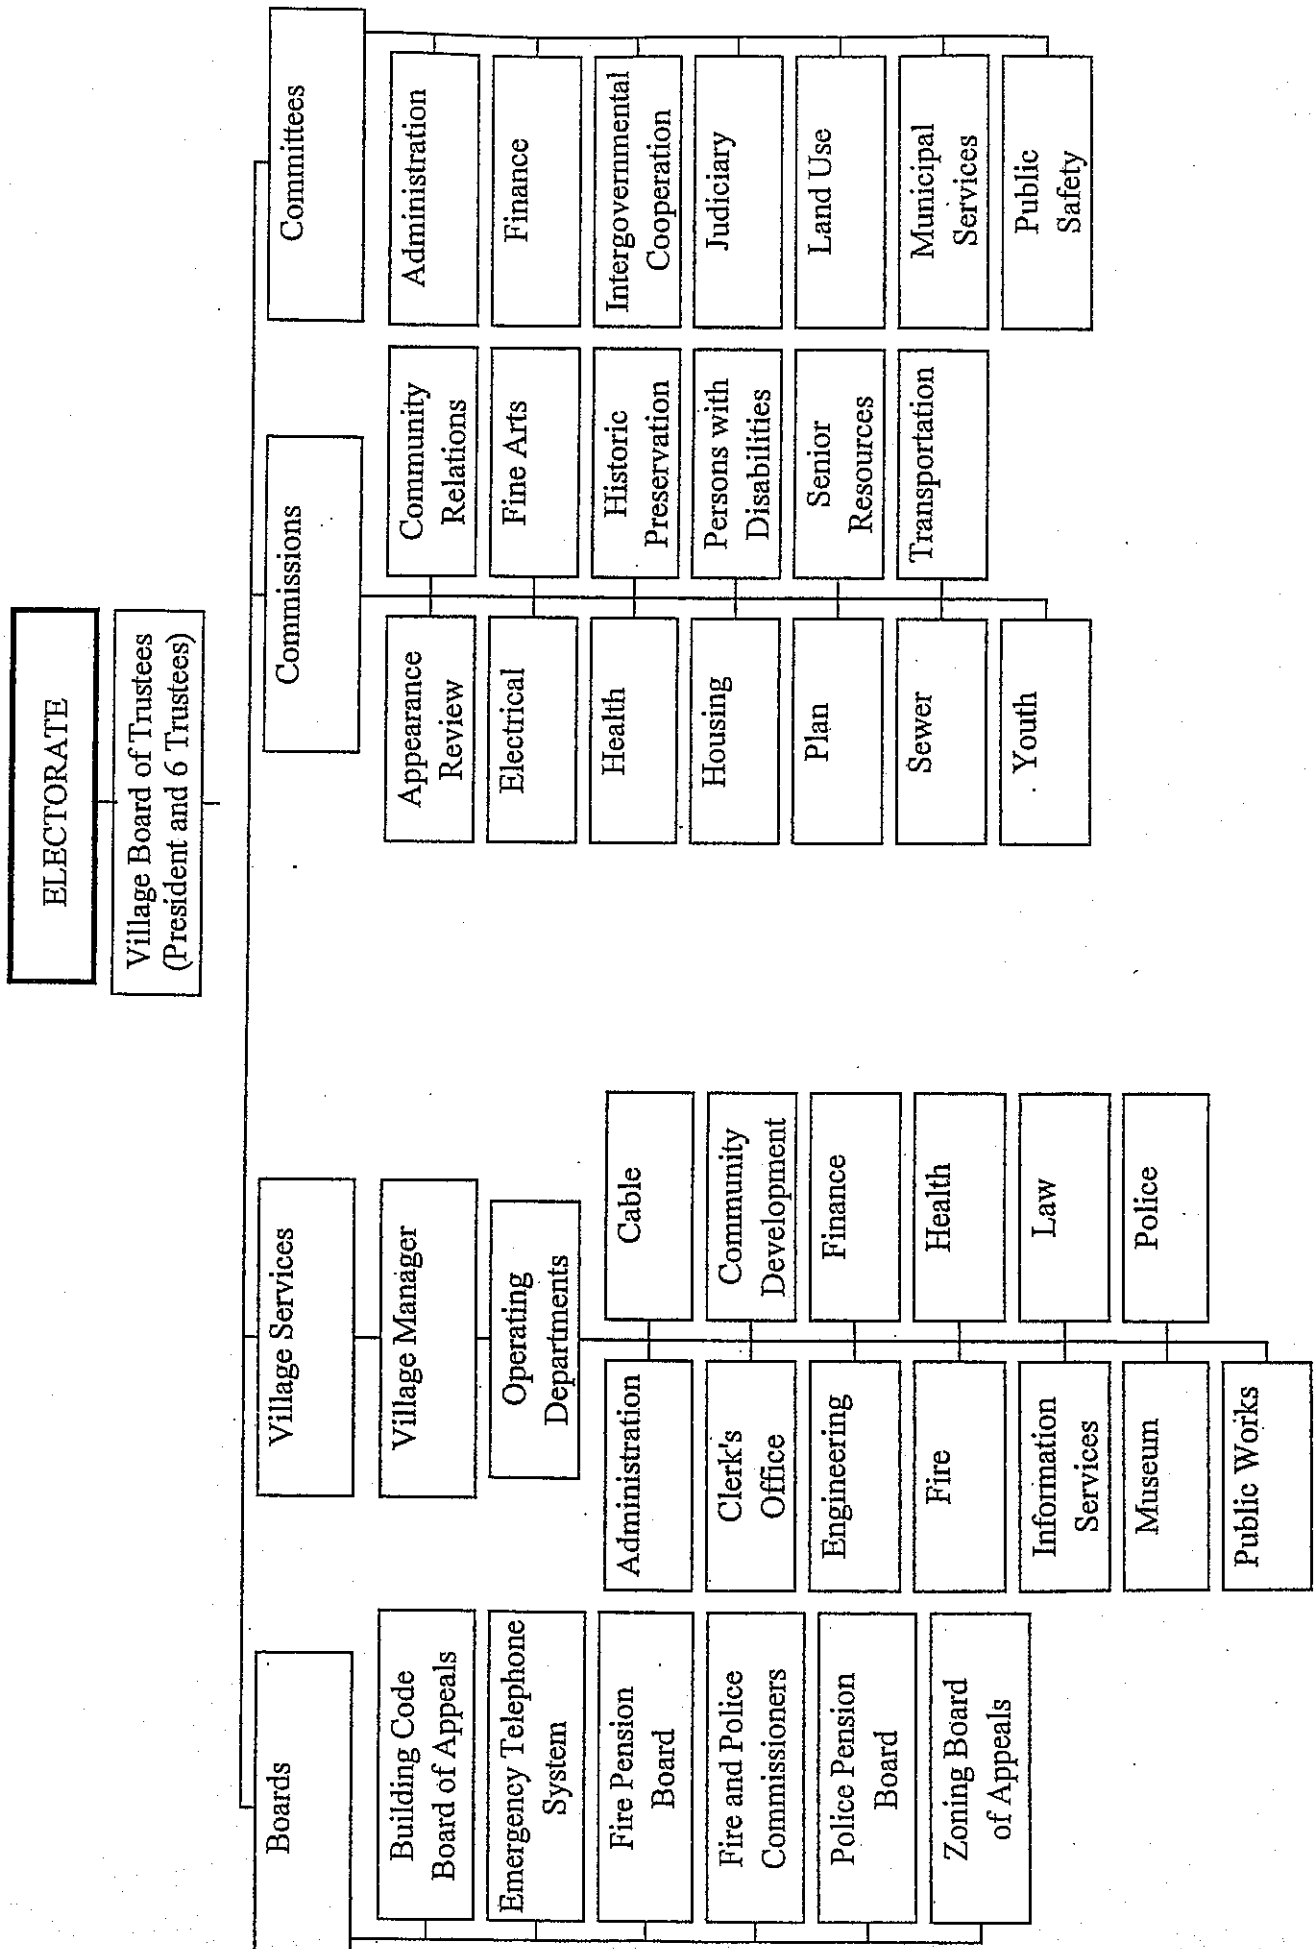 ELECTORATE
Village Board of Trustees
(President and 6 Trustees)
Boards
Building Code
Board of Appeals
Emergency Telephone
System
Fire Pension
Board
Fire and Police
Commissioners
Police Pension
Board
Zoning Board
of Appeals
Village Services
Village Manager
Operating
Departments
Administration
Cable
Clerk's
Office
Community
Development
Engineering
Finance
Fire
Health
Information
Services
Law
Museum
Police
Public Works
Commissions
Appearance
Review
Community
Relations
Electrical
Fine Arts
Health
Historic
Preservation
Housing
Persons with
Disabilities
Plan
Senior
Resources
Sewer
Transportation
Youth
Committees
Administration
Finance
Intergovernmental
Cooperation
Judiciary
Land Use
Municipal
Services
Public
Safety